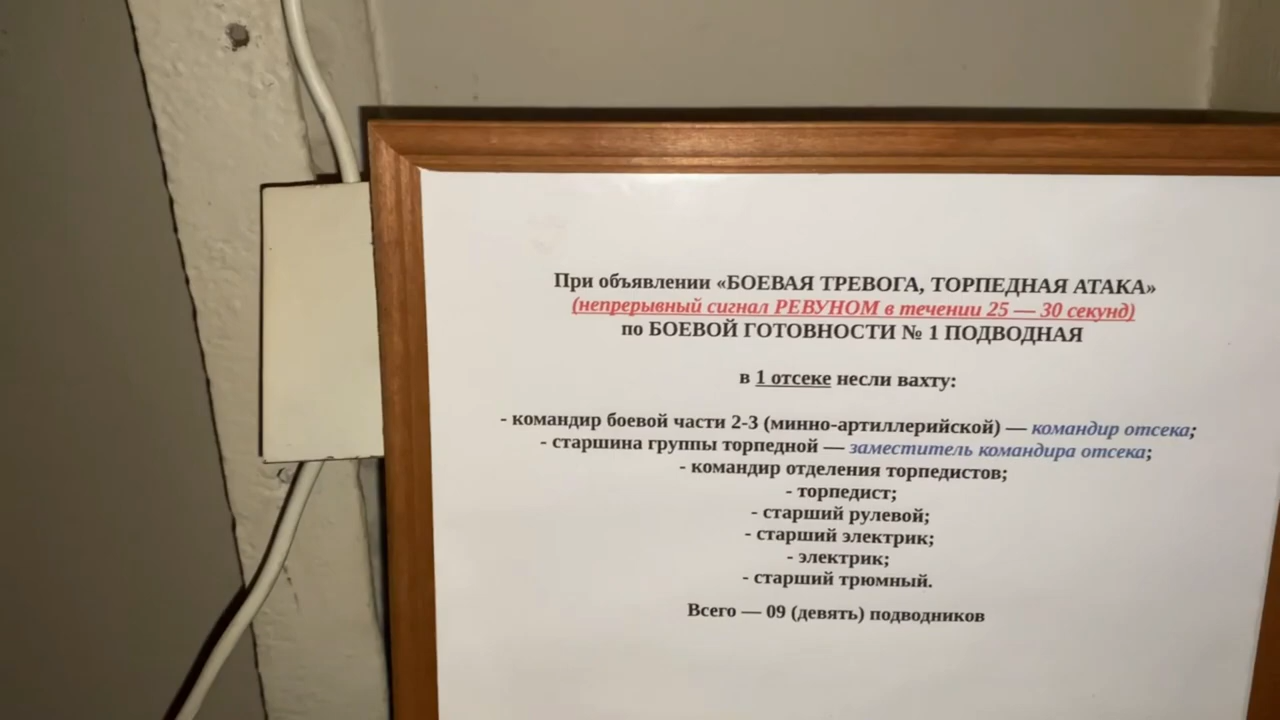 При объявлении «БОЕВАЯ ТРЕВОГА, ТОРПЕДНАЯ АТАКА»
(непрерывный сигнал РЕВУНОМ в течении 25 — 30 секунд)
по БОЕВОЙ ГОТОВНОСТИ № 1 ПОДВОДНАЯ
в 1 отсеке несли вахту:
- командир боевой части 2-3 (минно-артиллерийской) — командир отсека;
- старшина группы торпедной — заместитель командира отсека;
- командир отделения торпедистов;
- торпедист;
- старший рулевой;
- старший электрик;
- электрик;
- старший трюмный.
Всего — 09 (девять) подводников